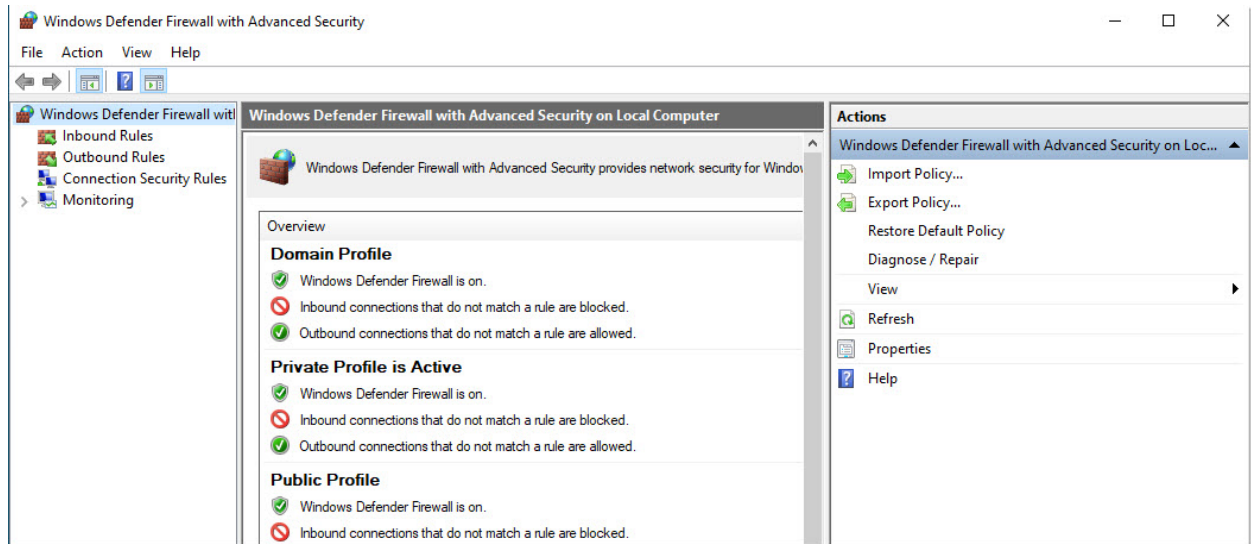 Windows Defender Firewall with Advanced Security
File Action View Help
Windows Defender Firewall with
Inbound Rules
Outbound Rules
Connection Security Rules
Monitoring
Windows Defender Firewall with Advanced Security on Local Computer
Windows Defender Firewall with Advanced Security provides network security for Window
Overview
Domain Profile
Windows Defender Firewall is on.
Inbound connections that do not match a rule are blocked.
Outbound connections that do not match a rule are allowed.
Private Profile is Active
Windows Defender Firewall is on.
Inbound connections that do not match a rule are blocked.
Outbound connections that do not match a rule are allowed.
Public Profile
Windows Defender Firewall is on.
Inbound connections that do not match a rule are blocked.
Actions
Windows Defender Firewall with Advanced Security on Loc...
Import Policy...
Export Policy...
Restore Default Policy
Diagnose / Repair
View
Refresh
Properties
Help